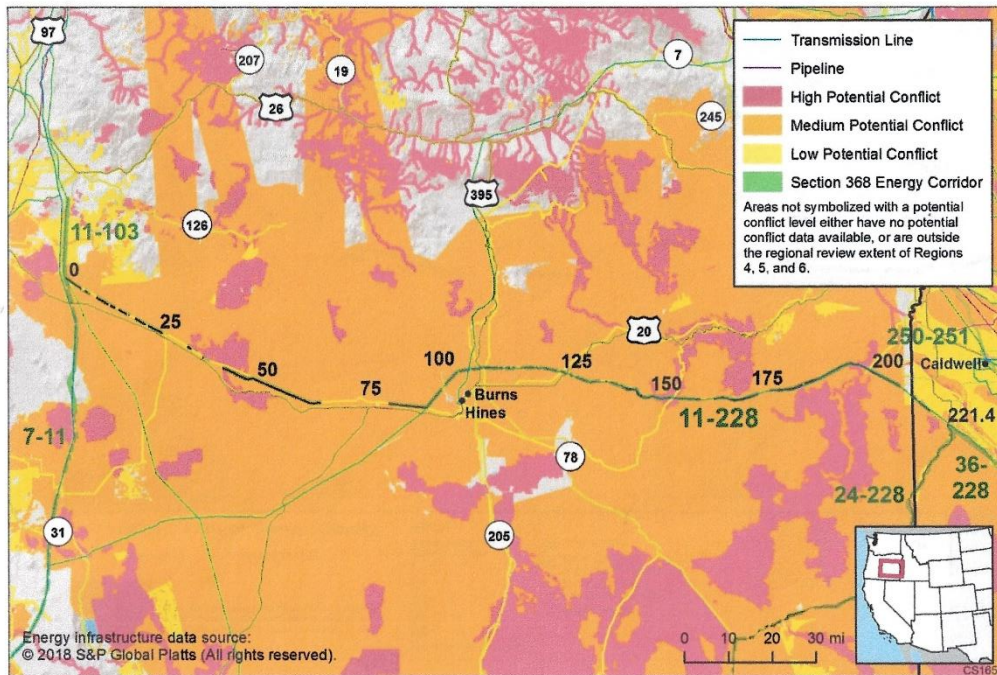 97
207
19
7
26
245
395
126
11-103
0
25
50
75
100
125
150
175
200
221.4
20
250-251
Caldwell
Burns
Hines
11-228
7-11
78
36-
228
24-228
31
205
Transmission Line
Pipeline
High Potential Conflict
Medium Potential Conflict
Low Potential Conflict
Section 368 Energy Corridor
Areas not symbolized with a potential
conflict level either have no potential
conflict data available, or are outside
the regional review extent of Regions
4, 5, and 6.
Energy infrastructure data source:
© 2018 S&P Global Platts (All rights reserved).
0 10 20 30 mi
CS165